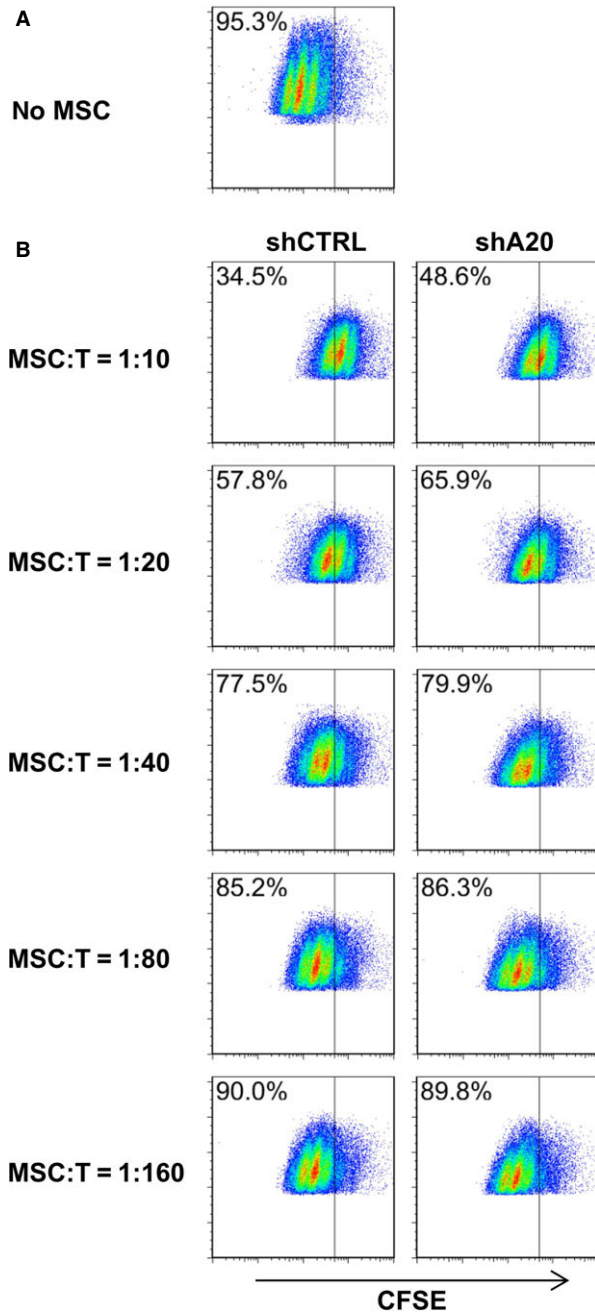 A
95.3%
No MSC
B
shCTRL shA20
34.5% 48.6%
MSC:T = 1:10
57.8% 65.9%
MSC:T = 1:20
77.5% 79.9%
MSC:T = 1:40
85.2% 86.3%
MSC:T = 1:80
90.0% 89.8%
MSC:T = 1:160
CFSE